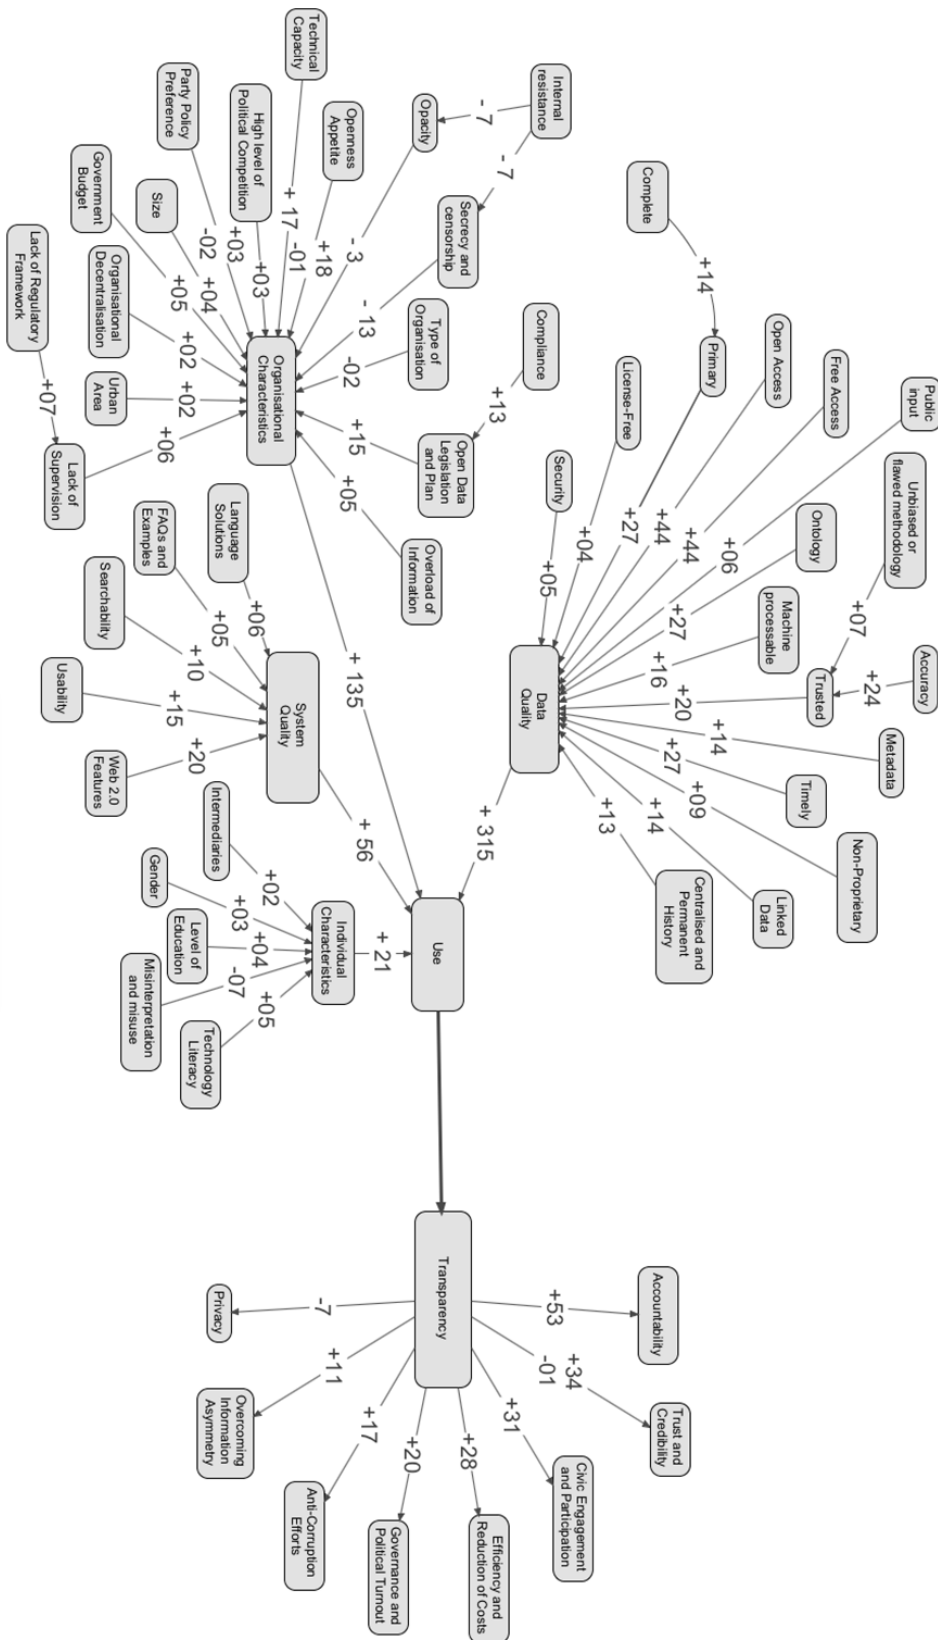 Public
input
Free Access
Open Access
Primary
Complete
+14
License-Free
Security
Unbiased or
flawed methodology
+07
Accuracy
+24
Trusted
Ontology
Machine
processable
Metadata
Timely
Non-Proprietary
Linked
Data
Centralised and
Permanent
History
+05
+04
+27
+44
+44
+06
+27
+16
+20
+14
+27
+09
+14
+13
Data
Quality
+ 315
Internal
resistance
- 7
- 7
Opacity
Secrecy and
censorship
Compliance
+13
Type of
Organisation
Open Data
Legislation
and Plan
Overload of
Information
Openness
Appetite
Technical
Capacity
High level of
Political Competition
Party Policy
Preference
Size
Government
Budget
Organisational
Decentralisation
Urban
Area
Lack of Regulatory
Framework
+07
Lack of
Supervision
- 3
- 13
-02
+15
+05
+18
-01
+ 17
+03
+03
-02
+04
+05
+02
+02
+06
Organisational
Characteristics
+ 135
Language
Solutions
FAQs and
Examples
Searchability
Usability
Web 2.0
Features
+06
+05
+10
+15
+20
System
Quality
+ 56
Intermediaries
Gender
Level of
Education
Misinterpretation
and misuse
Technology
Literacy
+02
+03
+04
-07
+05
Individual
Characteristics
+ 21
Use
Transparency
+53
Accountability
+34
-01
Trust and
Credibility
+31
Civic Engagement
and Participation
+28
Efficiency and
Reduction of Costs
+20
Governance and
Political Turnout
+17
Anti-Corruption
Efforts
+11
Overcoming
Information
Asymmetry
-7
Privacy